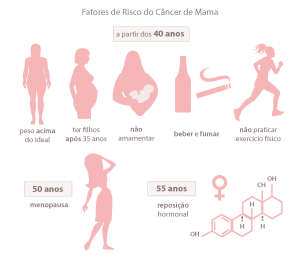 Fatores de Risco do Câncer de Mama
a partir dos 40 anos
peso acima
do ideal
ter filhos
após 35 anos
não
amamentar
beber e fumar
não praticar
exercício físico
50 anos
menopausa
55 anos
reposição
hormonal
OH
CH
H
H
H
OH